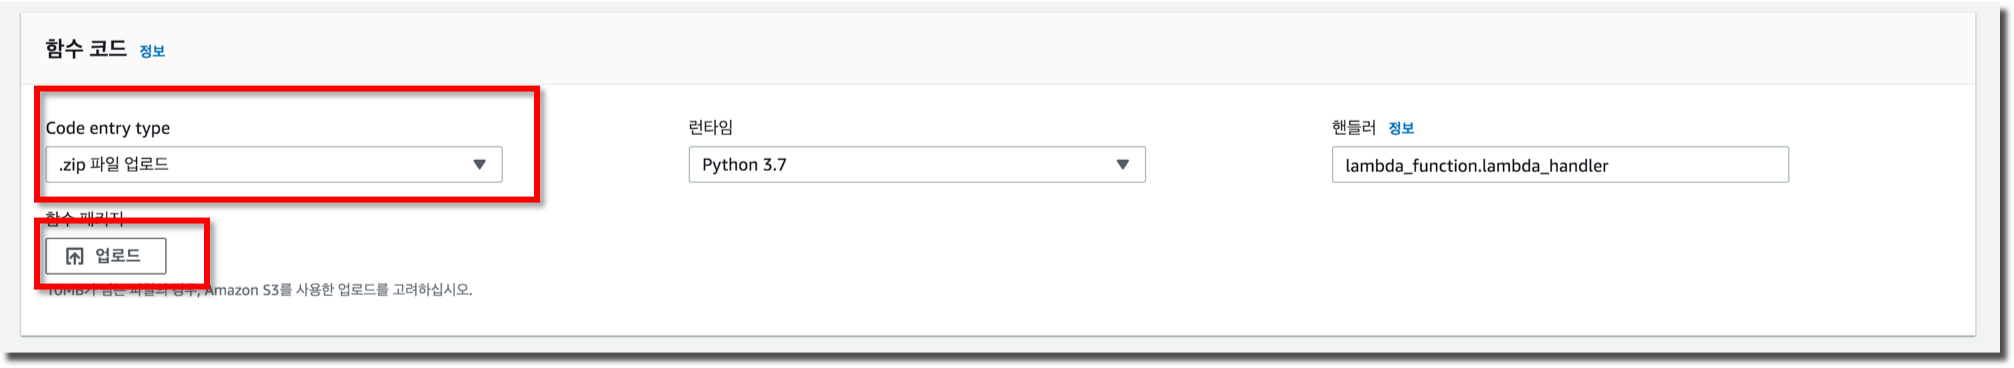 함수 코드 정보
Code entry type
런타임
핸들러 정보
.zip 파일 업로드
Python 3.7
lambda_function.lambda_handler
함수 패키지
업로드
10MB가 넘는 파일의 경우, Amazon S3를 사용한 업로드를 고려하십시오.